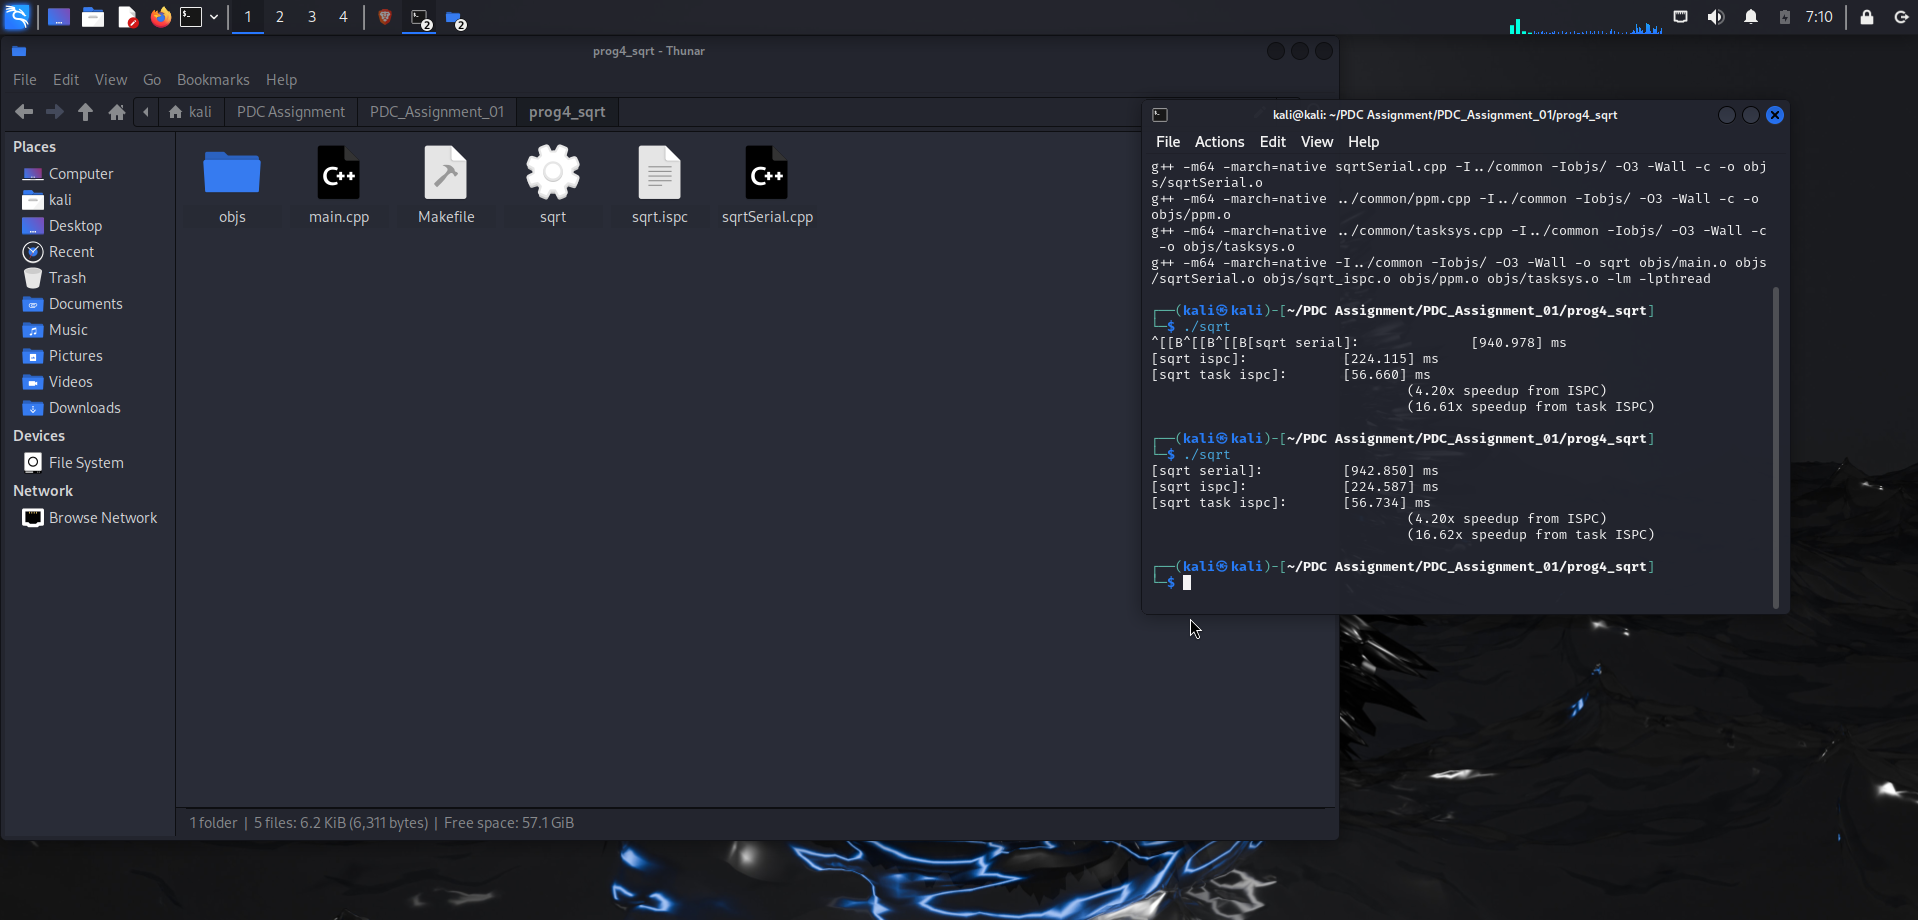 1 2 3 4 2 2 7:10
prog4_sqrt - Thunar
File Edit View Go Bookmarks Help
kali PDC Assignment PDC_Assignment_01 prog4_sqrt
Places
Computer
kali
Desktop
Recent
Trash
Documents
Music
Pictures
Videos
Downloads
Devices
File System
Network
Browse Network
C++ C++
objs main.cpp Makefile sqrt sqrt.ispc sqrtSerial.cpp
1 folder | 5 files: 6.2 KiB (6,311 bytes) | Free space: 57.1 GiB
kali@kali: ~/PDC Assignment/PDC_Assignment_01/prog4_sqrt
File Actions Edit View Help
g++ -m64 -march=native sqrtSerial.cpp -I../common -Iobjs/ -O3 -Wall -c -o obj
s/sqrtSerial.o
g++ -m64 -march=native ../common/ppm.cpp -I../common -Iobjs/ -O3 -Wall -c -o
objs/ppm.o
g++ -m64 -march=native ../common/tasksys.cpp -I../common -Iobjs/ -O3 -Wall -c
-o objs/tasksys.o
g++ -m64 -march=native -I../common -Iobjs/ -O3 -Wall -o sqrt objs/main.o objs
/sqrtSerial.o objs/sqrt_ispc.o objs/ppm.o objs/tasksys.o -lm -lpthread
┌──(kali㉿kali)-[~/PDC Assignment/PDC_Assignment_01/prog4_sqrt]
└─$ ./sqrt
^[[B^[[B^[[B[sqrt serial]: [940.978] ms
[sqrt ispc]: [224.115] ms
[sqrt task ispc]: [56.660] ms
(4.20x speedup from ISPC)
(16.61x speedup from task ISPC)
┌──(kali㉿kali)-[~/PDC Assignment/PDC_Assignment_01/prog4_sqrt]
└─$ ./sqrt
[sqrt serial]: [942.850] ms
[sqrt ispc]: [224.587] ms
[sqrt task ispc]: [56.734] ms
(4.20x speedup from ISPC)
(16.62x speedup from task ISPC)
┌──(kali㉿kali)-[~/PDC Assignment/PDC_Assignment_01/prog4_sqrt]
└─$